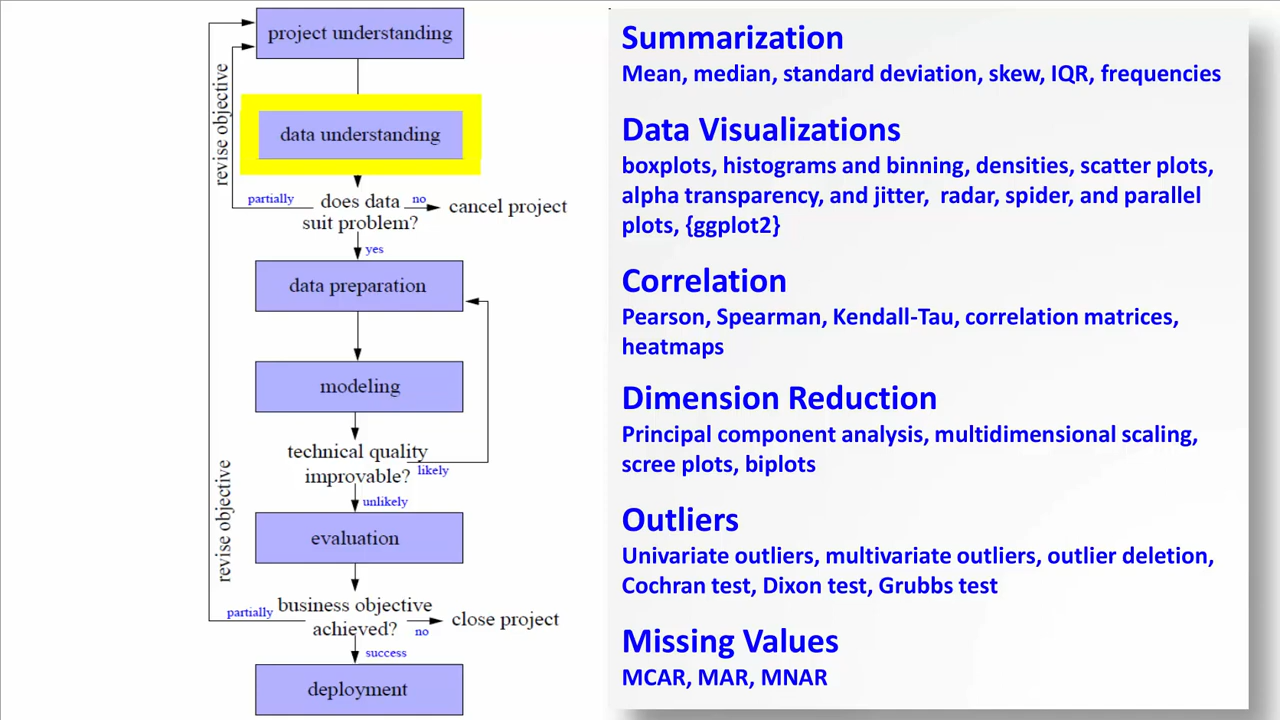 project understanding
revise objective
data understanding
partially
does data
suit problem?
no
cancel project
yes
data preparation
modeling
technical quality
improvable?
likely
unlikely
revise objective
evaluation
partially
business objective
achieved?
no
close project
success
deployment
Summarization
Mean, median, standard deviation, skew, IQR, frequencies
Data Visualizations
boxplots, histograms and binning, densities, scatter plots,
alpha transparency, and jitter, radar, spider, and parallel
plots, {ggplot2}
Correlation
Pearson, Spearman, Kendall-Tau, correlation matrices,
heatmaps
Dimension Reduction
Principal component analysis, multidimensional scaling,
scree plots, biplots
Outliers
Univariate outliers, multivariate outliers, outlier deletion,
Cochran test, Dixon test, Grubbs test
Missing Values
MCAR, MAR, MNAR